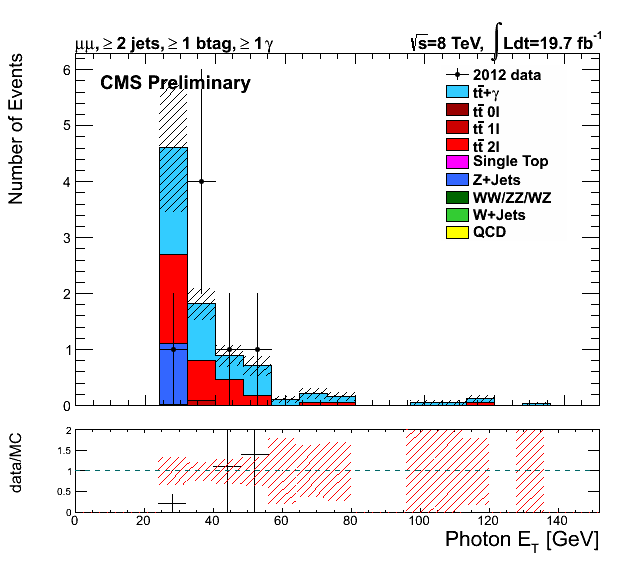 μμ, ≥ 2 jets, ≥ 1 btag, ≥ 1 γ
√s=8 TeV, ∫ Ldt=19.7 fb⁻¹
CMS Preliminary
2012 data
tt̄+γ
tt̄ 0l
tt̄ 1l
tt̄ 2l
Single Top
Z+Jets
WW/ZZ/WZ
W+Jets
QCD
Number of Events
6
5
4
3
2
1
0
data/MC
2
1.5
1
0.5
0
0 20 40 60 80 100 120 140
Photon E_T [GeV]